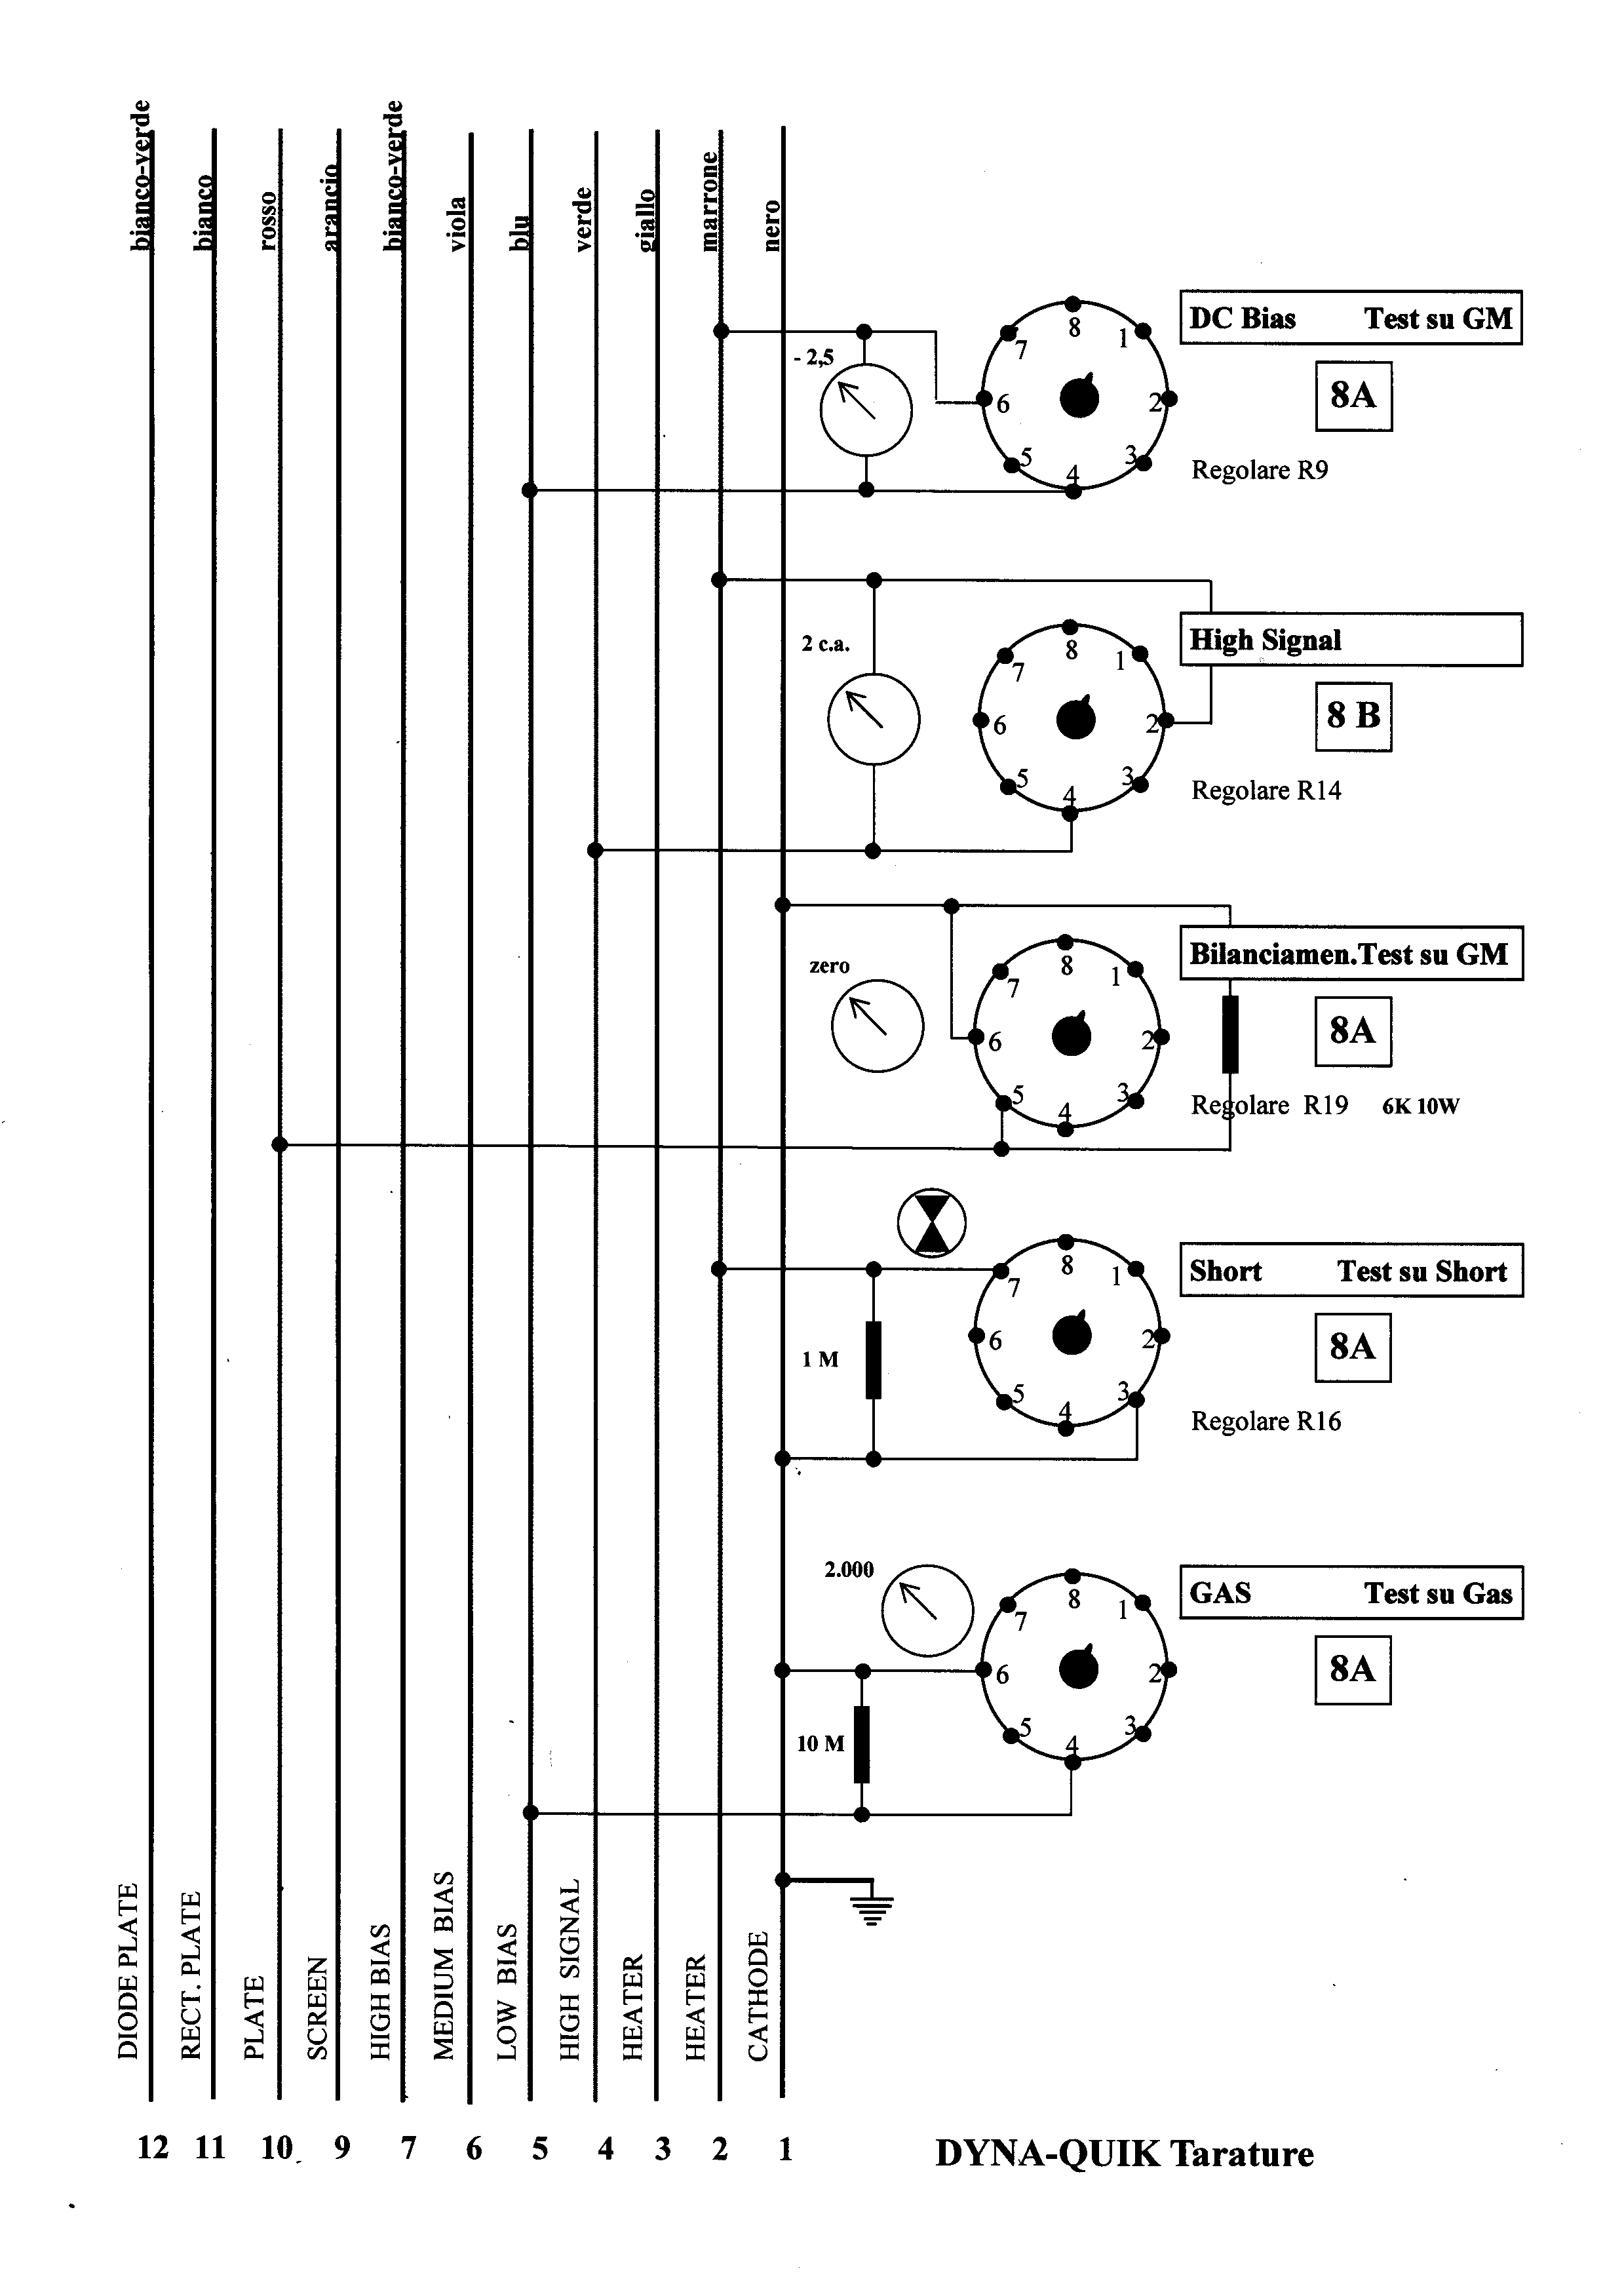 bianco-verde
bianco
rosso
arancio
bianco-verde
viola
blu
verde
giallo
marrone
nero
DC Bias Test su GM
8A
Regolare R9
- 2,5
8
1
2
3
4
5
6
7
High Signal
8 B
Regolare R14
2 c.a.
8
1
2
3
4
5
6
7
Bilanciamen.Test su GM
8A
Regolare R19 6K 10W
zero
8
1
2
3
4
5
6
7
Short Test su Short
8A
Regolare R16
1 M
8
1
2
3
4
5
6
7
GAS Test su Gas
8A
2.000
10 M
8
1
2
3
4
5
6
7
DIODE PLATE
RECT. PLATE
PLATE
SCREEN
HIGH BIAS
MEDIUM BIAS
LOW BIAS
HIGH SIGNAL
HEATER
HEATER
CATHODE
12 11 10 9 7 6 5 4 3 2 1
DYNA-QUIK Tarature